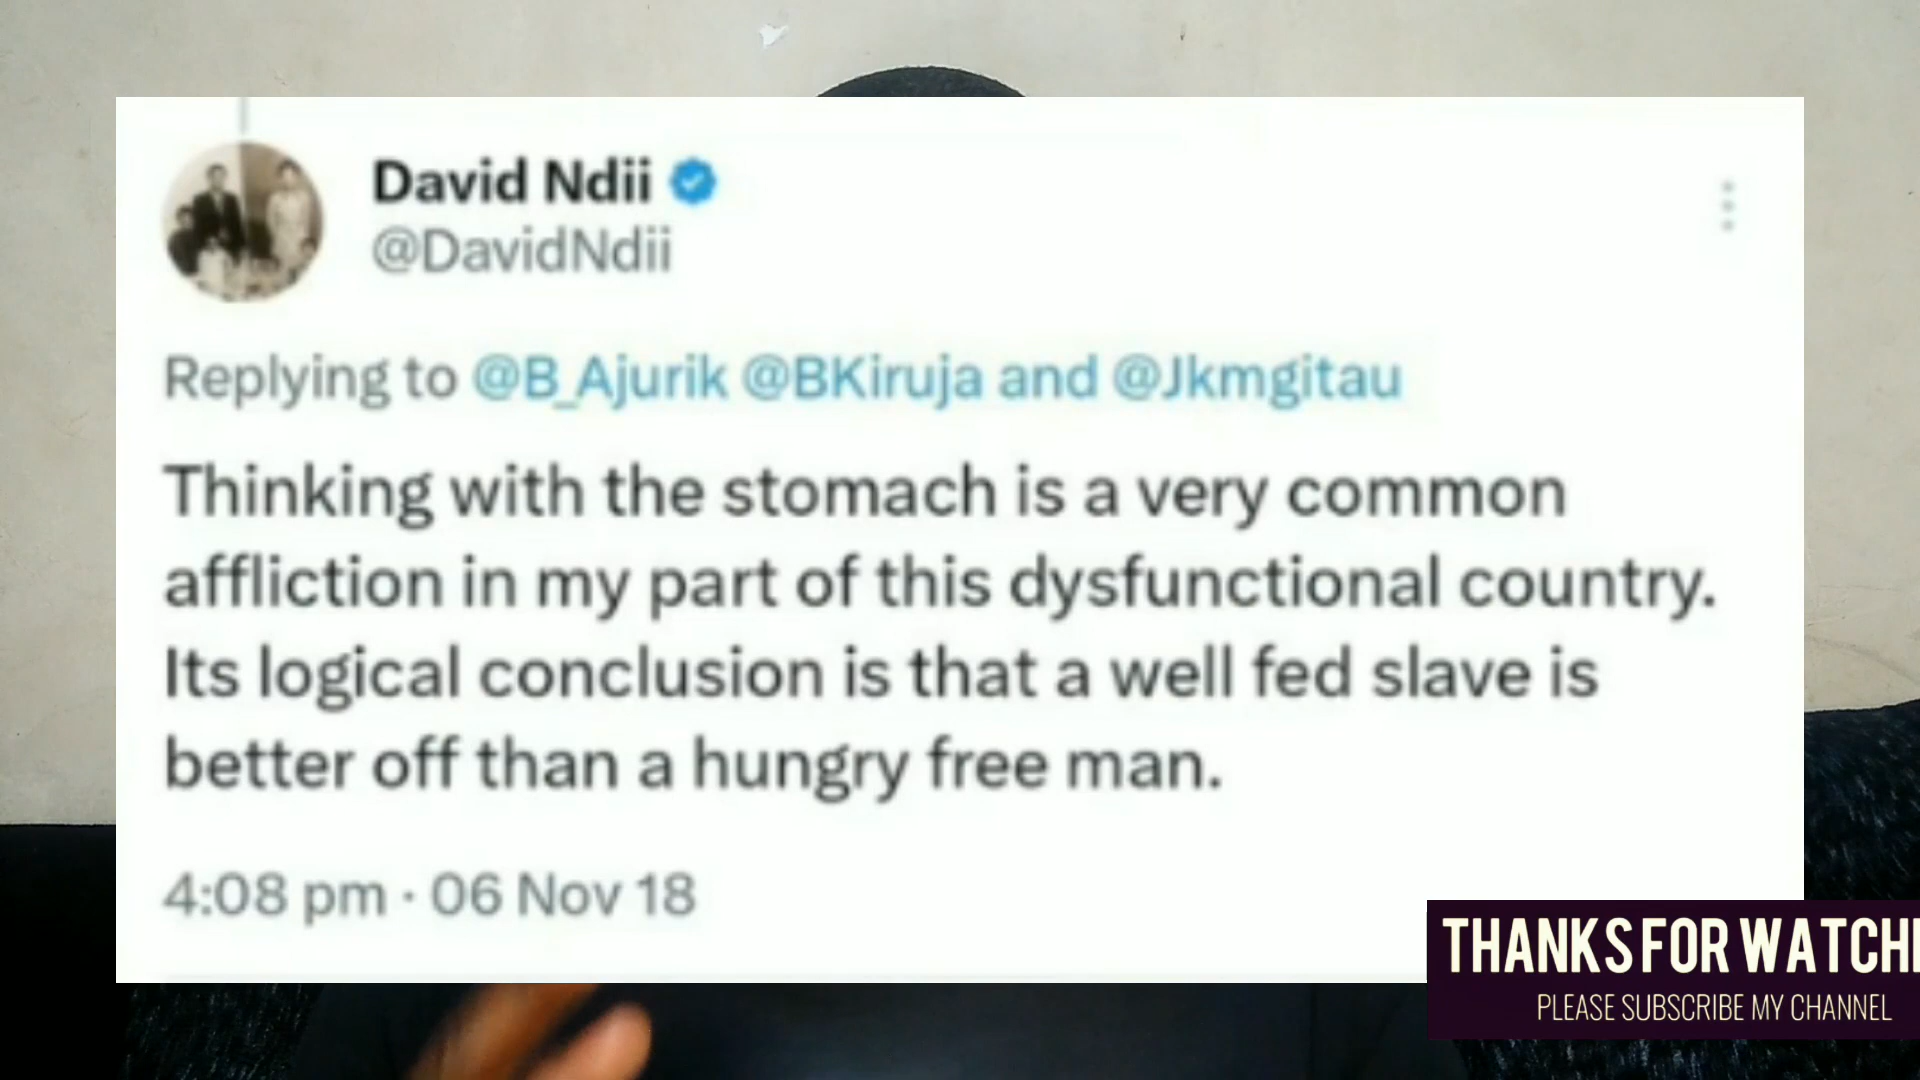 David Ndii
@DavidNdii
Replying to @B_Ajurik @BKiruja and @Jkmgitau
Thinking with the stomach is a very common
affliction in my part of this dysfunctional country.
Its logical conclusion is that a well fed slave is
better off than a hungry free man.
4:08 pm · 06 Nov 18
THANKS FOR WATCHI
PLEASE SUBSCRIBE MY CHANNEL